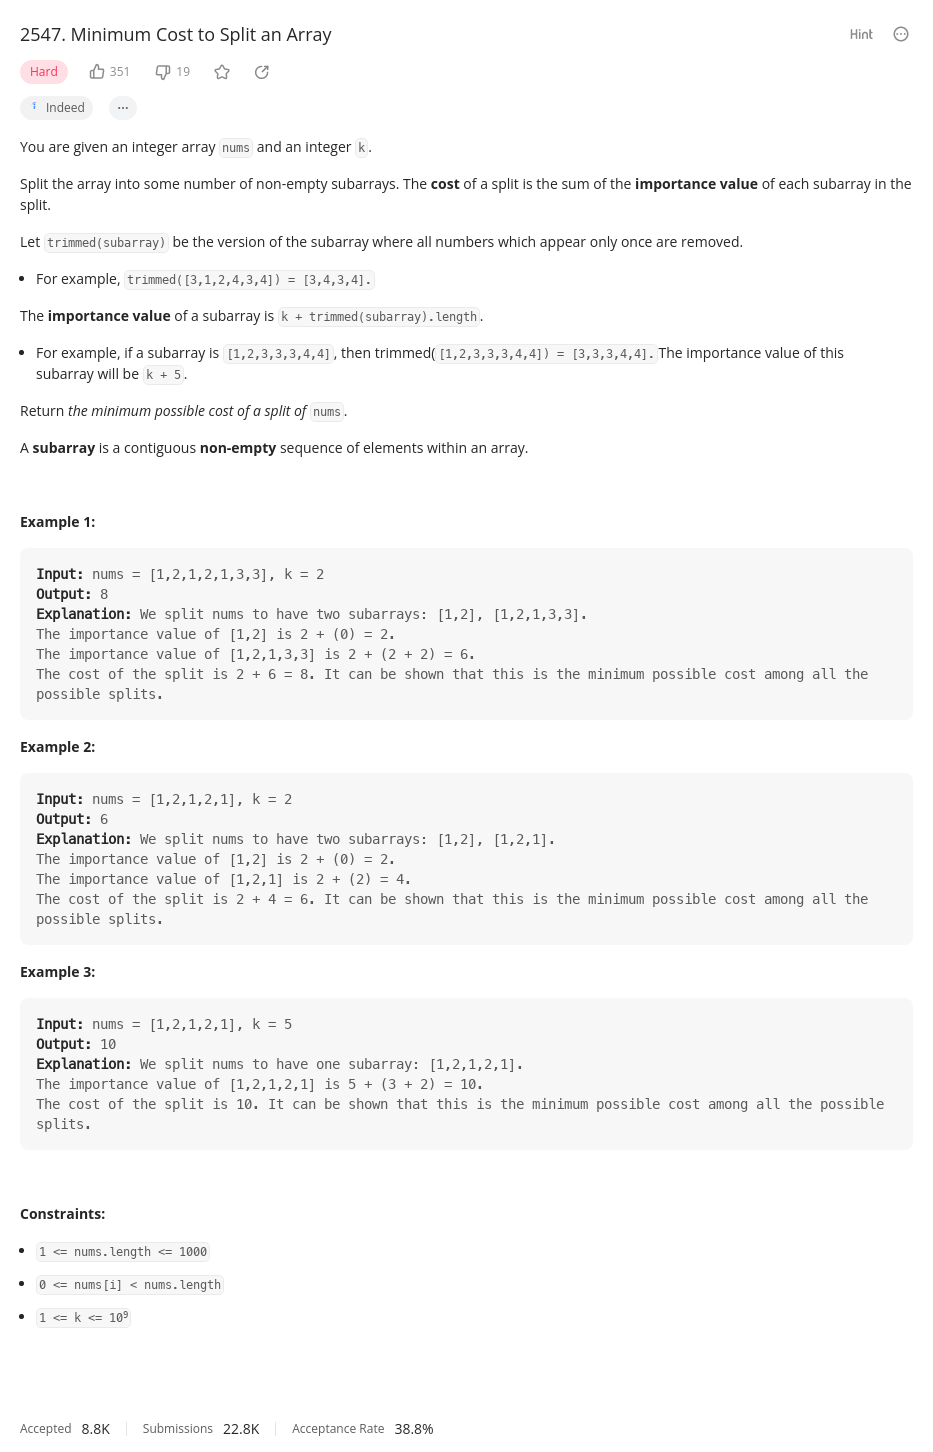 2547. Minimum Cost to Split an Array
Hint
Hard 351 19
Indeed ...
You are given an integer array nums and an integer k.
Split the array into some number of non-empty subarrays. The cost of a split is the sum of the importance value of each subarray in the
split.
Let trimmed(subarray) be the version of the subarray where all numbers which appear only once are removed.
• For example, trimmed([3,1,2,4,3,4]) = [3,4,3,4].
The importance value of a subarray is k + trimmed(subarray).length.
• For example, if a subarray is [1,2,3,3,3,4,4], then trimmed([1,2,3,3,3,4,4]) = [3,3,3,4,4].The importance value of this
subarray will be k + 5.
Return the minimum possible cost of a split of nums.
A subarray is a contiguous non-empty sequence of elements within an array.
Example 1:
Input: nums = [1,2,1,2,1,3,3], k = 2
Output: 8
Explanation: We split nums to have two subarrays: [1,2], [1,2,1,3,3].
The importance value of [1,2] is 2 + (0) = 2.
The importance value of [1,2,1,3,3] is 2 + (2 + 2) = 6.
The cost of the split is 2 + 6 = 8. It can be shown that this is the minimum possible cost among all the
possible splits.
Example 2:
Input: nums = [1,2,1,2,1], k = 2
Output: 6
Explanation: We split nums to have two subarrays: [1,2], [1,2,1].
The importance value of [1,2] is 2 + (0) = 2.
The importance value of [1,2,1] is 2 + (2) = 4.
The cost of the split is 2 + 4 = 6. It can be shown that this is the minimum possible cost among all the
possible splits.
Example 3:
Input: nums = [1,2,1,2,1], k = 5
Output: 10
Explanation: We split nums to have one subarray: [1,2,1,2,1].
The importance value of [1,2,1,2,1] is 5 + (3 + 2) = 10.
The cost of the split is 10. It can be shown that this is the minimum possible cost among all the possible
splits.
Constraints:
• 1 <= nums.length <= 1000
• 0 <= nums[i] < nums.length
• 1 <= k <= 10⁹
Accepted 8.8K Submissions 22.8K Acceptance Rate 38.8%